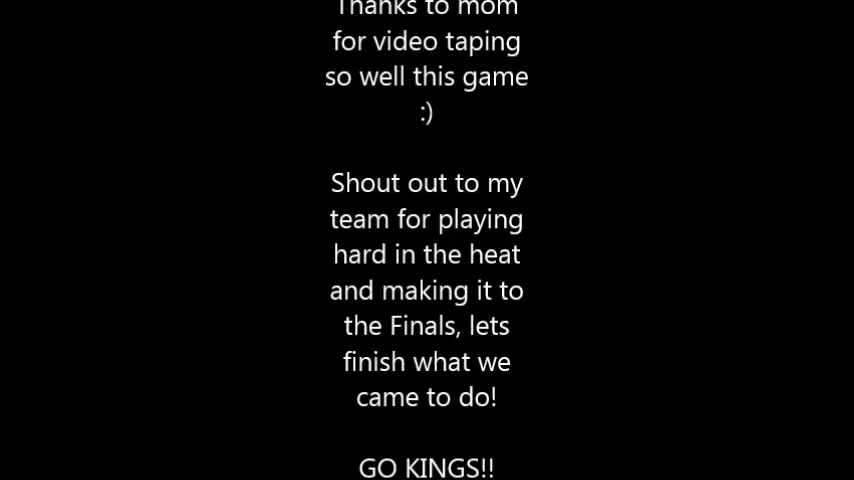 Thanks to mom
for video taping
so well this game
:)
Shout out to my
team for playing
hard in the heat
and making it to
the Finals, lets
finish what we
came to do!
GO KINGS!!